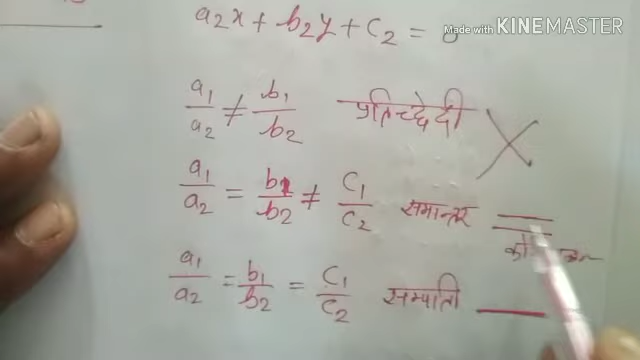 a₂x + b₂y + c₂ = 0
Made with KINEMASTER
a₁/a₂ ≠ b₁/b₂ प्रतिच्छेदी
a₁/a₂ = b₁/b₂ ≠ c₁/c₂ समान्तर
a₁/a₂ = b₁/b₂ = c₁/c₂ सम्पाती